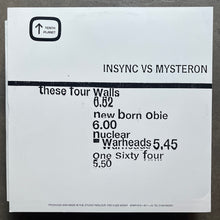 TENTH
PLANET
INSYNC VS MYSTERON
these four Walls
6.02
new born Obie
6.00
nuclear
Warheads 5.45
One Sixty four
5.50